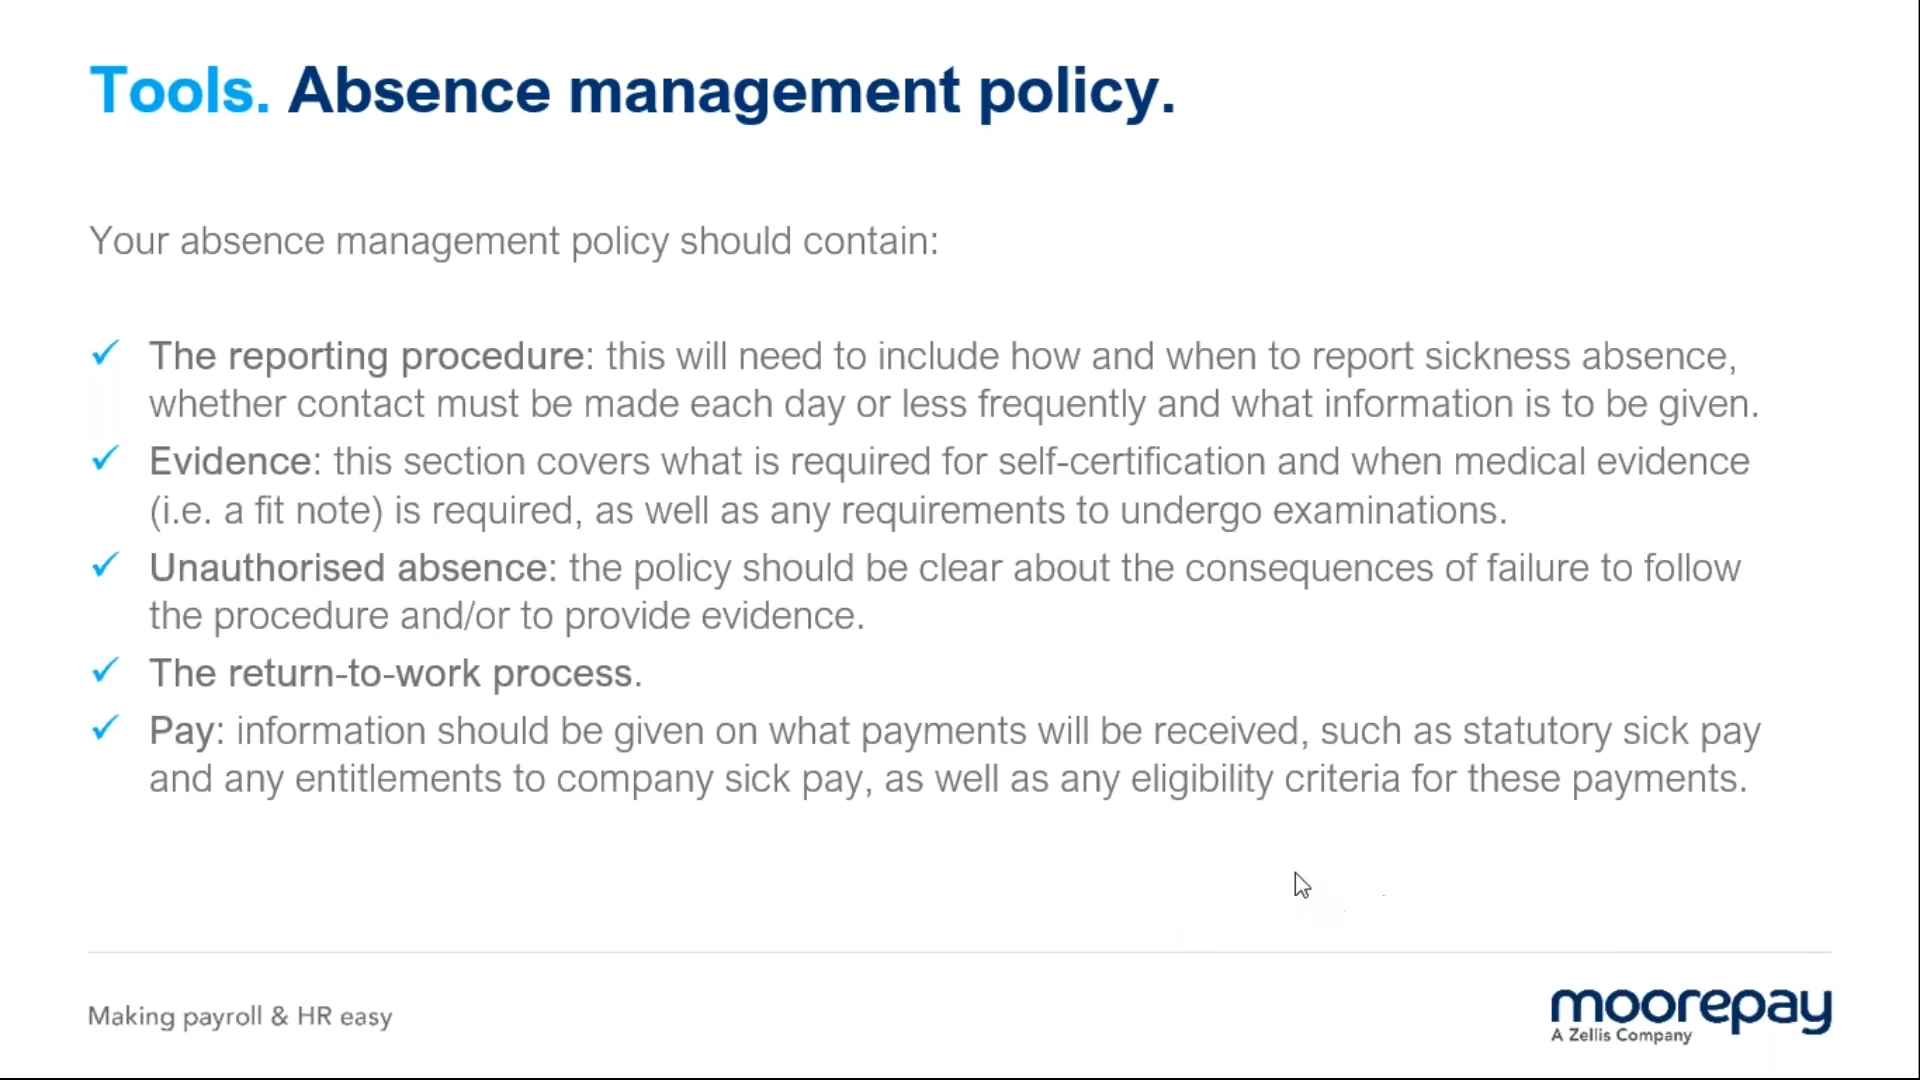 Tools. Absence management policy.
Your absence management policy should contain:
The reporting procedure: this will need to include how and when to report sickness absence,
whether contact must be made each day or less frequently and what information is to be given.
Evidence: this section covers what is required for self-certification and when medical evidence
(i.e. a fit note) is required, as well as any requirements to undergo examinations.
Unauthorised absence: the policy should be clear about the consequences of failure to follow
the procedure and/or to provide evidence.
The return-to-work process.
Pay: information should be given on what payments will be received, such as statutory sick pay
and any entitlements to company sick pay, as well as any eligibility criteria for these payments.
Making payroll & HR easy
moorepay
A Zellis Company